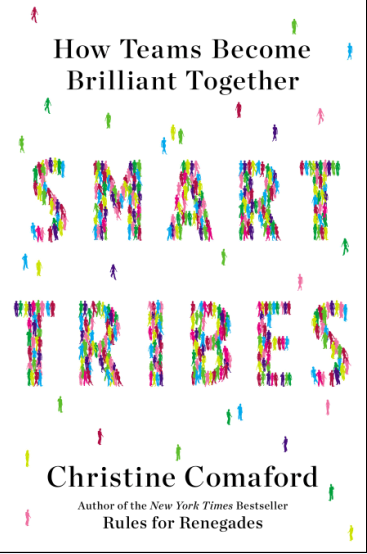 How Teams Become
Brilliant Together
SMART
TRIBES
Christine Comaford
Author of the New York Times Bestseller
Rules for Renegades